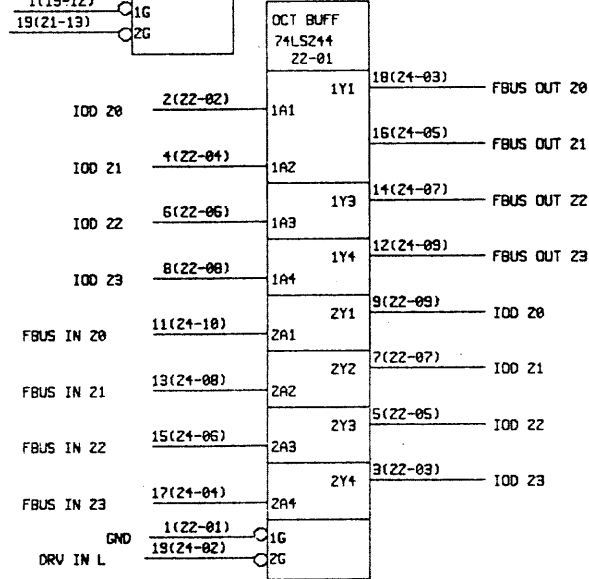 1(19-12)
1G
19(21-13)
2G
OCT BUFF
74LS244
22-01
1Y1 18(24-03) FBUS OUT 20
IOD 20 2(22-02) 1A1
16(24-05) FBUS OUT 21
IOD 21 4(22-04) 1A2
1Y3 14(24-07) FBUS OUT 22
IOD 22 6(22-06) 1A3
1Y4 12(24-09) FBUS OUT 23
IOD 23 8(22-08) 1A4
2Y1 9(22-09) IOD 20
FBUS IN 20 11(24-10) 2A1
2Y2 7(22-07) IOD 21
FBUS IN 21 13(24-08) 2A2
2Y3 5(22-05) IOD 22
FBUS IN 22 15(24-06) 2A3
2Y4 3(22-03) IOD 23
FBUS IN 23 17(24-04) 2A4
GND 1(22-01) 1G
DRV IN L 19(24-02) 2G